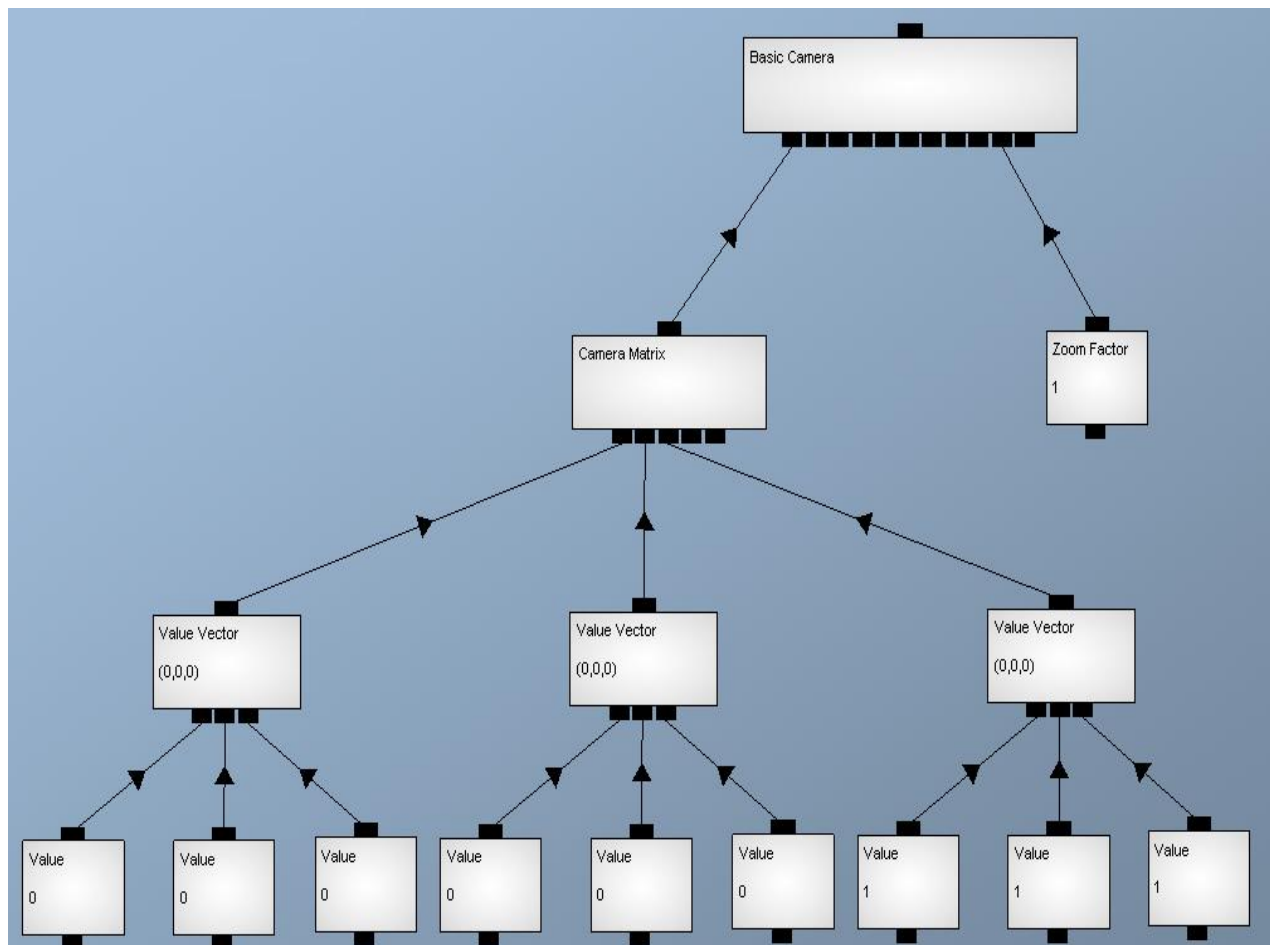 Basic Camera
Camera Matrix
Zoom Factor
1
Value Vector
(0,0,0)
Value Vector
(0,0,0)
Value Vector
(0,0,0)
Value
0
Value
0
Value
0
Value
0
Value
0
Value
0
Value
1
Value
1
Value
1